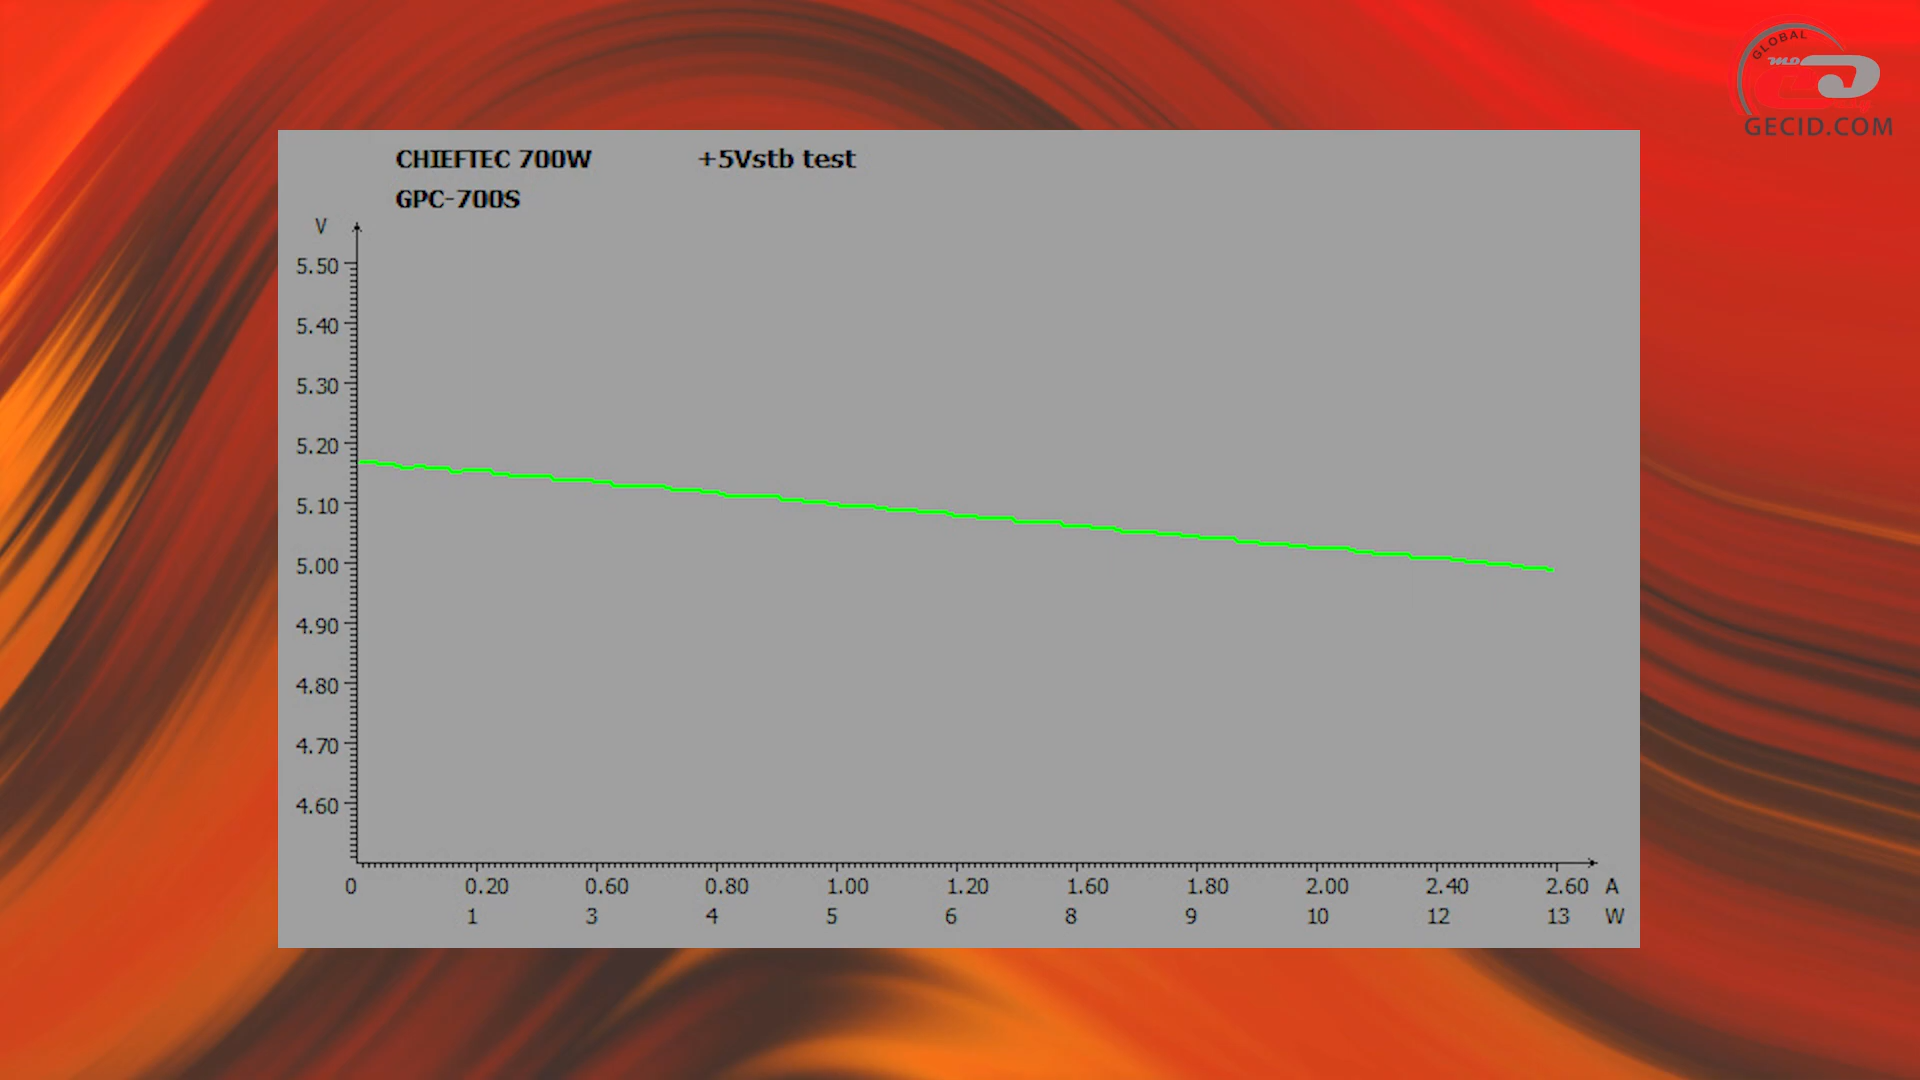 GLOBAL
GECID.COM
CHIEFTEC 700W +5Vstb test
GPC-700S
V
5.50
5.40
5.30
5.20
5.10
5.00
4.90
4.80
4.70
4.60
0 0.20 0.60 0.80 1.00 1.20 1.60 1.80 2.00 2.40 2.60 A
1 3 4 5 6 8 9 10 12 13 W